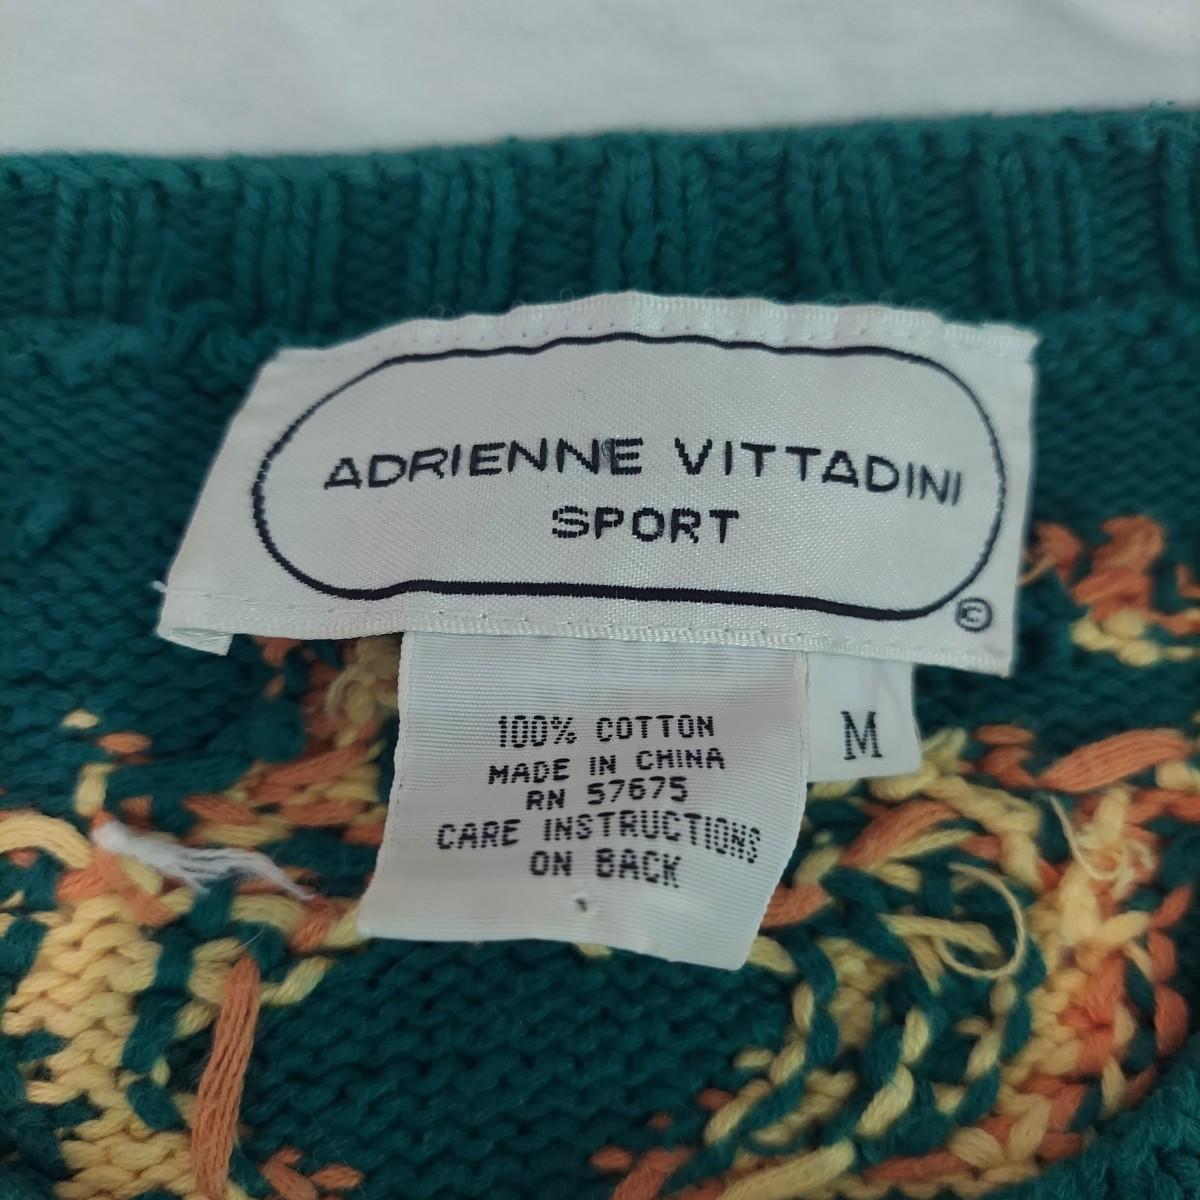 ADRIENNE VITTADINI
SPORT
©
M
100% COTTON
MADE IN CHINA
RN 57675
CARE INSTRUCTIONS
ON BACK